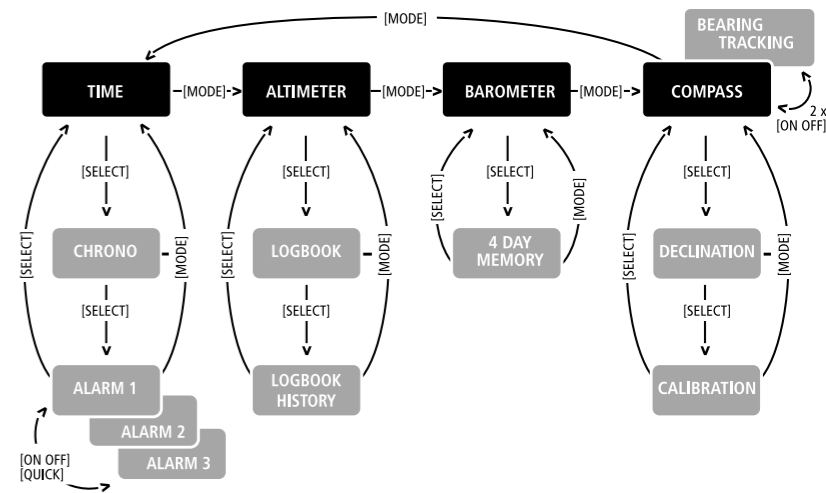 [MODE]
BEARING
TRACKING
TIME
[MODE]
ALTIMETER
[MODE]
BAROMETER
[MODE]
COMPASS
2 x
[ON OFF]
[SELECT]
[SELECT]
[SELECT]
[SELECT]
[SELECT]
CHRONO
[MODE]
[SELECT]
LOGBOOK
[MODE]
[SELECT]
4 DAY
MEMORY
[MODE]
[SELECT]
DECLINATION
[MODE]
[SELECT]
[SELECT]
[SELECT]
ALARM 1
LOGBOOK
HISTORY
CALIBRATION
ALARM 2
ALARM 3
[ON OFF]
[QUICK]